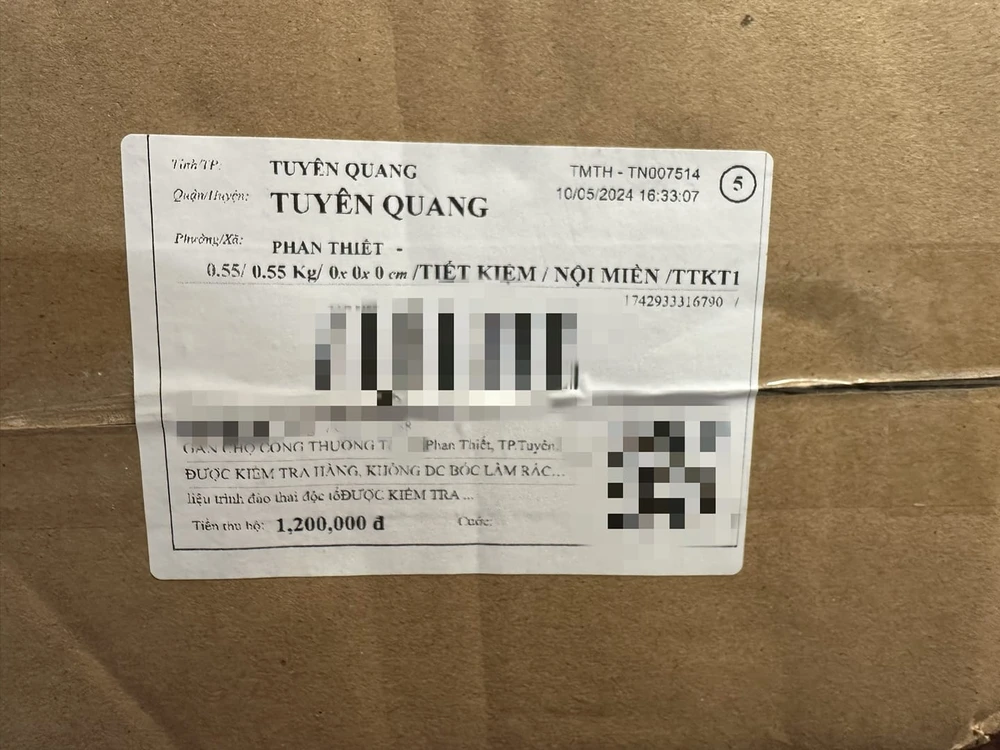 Tỉnh/TP: TUYÊN QUANG TMTH - TN007514 5
Quận/Huyện: TUYÊN QUANG 10/05/2024 16:33:07
Phường/Xã: PHAN THIẾT -
0.55/ 0.55 Kg/ 0x 0x 0 cm /TIẾT KIỆM / NỘI MIỀN /TTKT1
1742933316790 /
GẦN CHỢ CÔNG THƯƠNG Phan Thiết, TP.Tuyên
ĐƯỢC KIỂM TRA HÀNG, KHÔNG DC BÓC LÀM RÁC...
liệu trình đào thải độc tốĐƯỢC KIỂM TRA ...
Tiền thu hộ: 1,200,000 đ Cước: